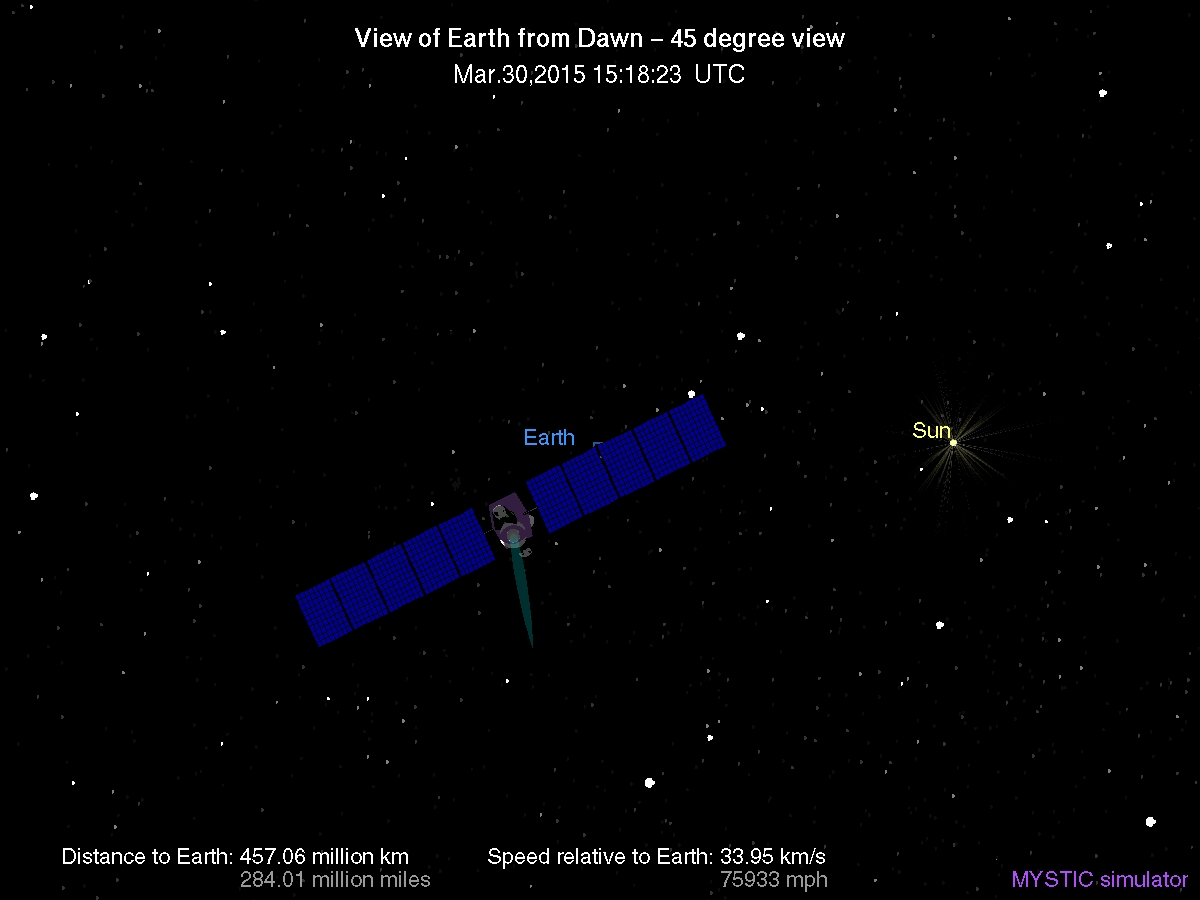 View of Earth from Dawn – 45 degree view
Mar.30,2015 15:18:23 UTC
Sun
Earth
Distance to Earth: 457.06 million km
284.01 million miles
Speed relative to Earth: 33.95 km/s
75933 mph
MYSTIC simulator